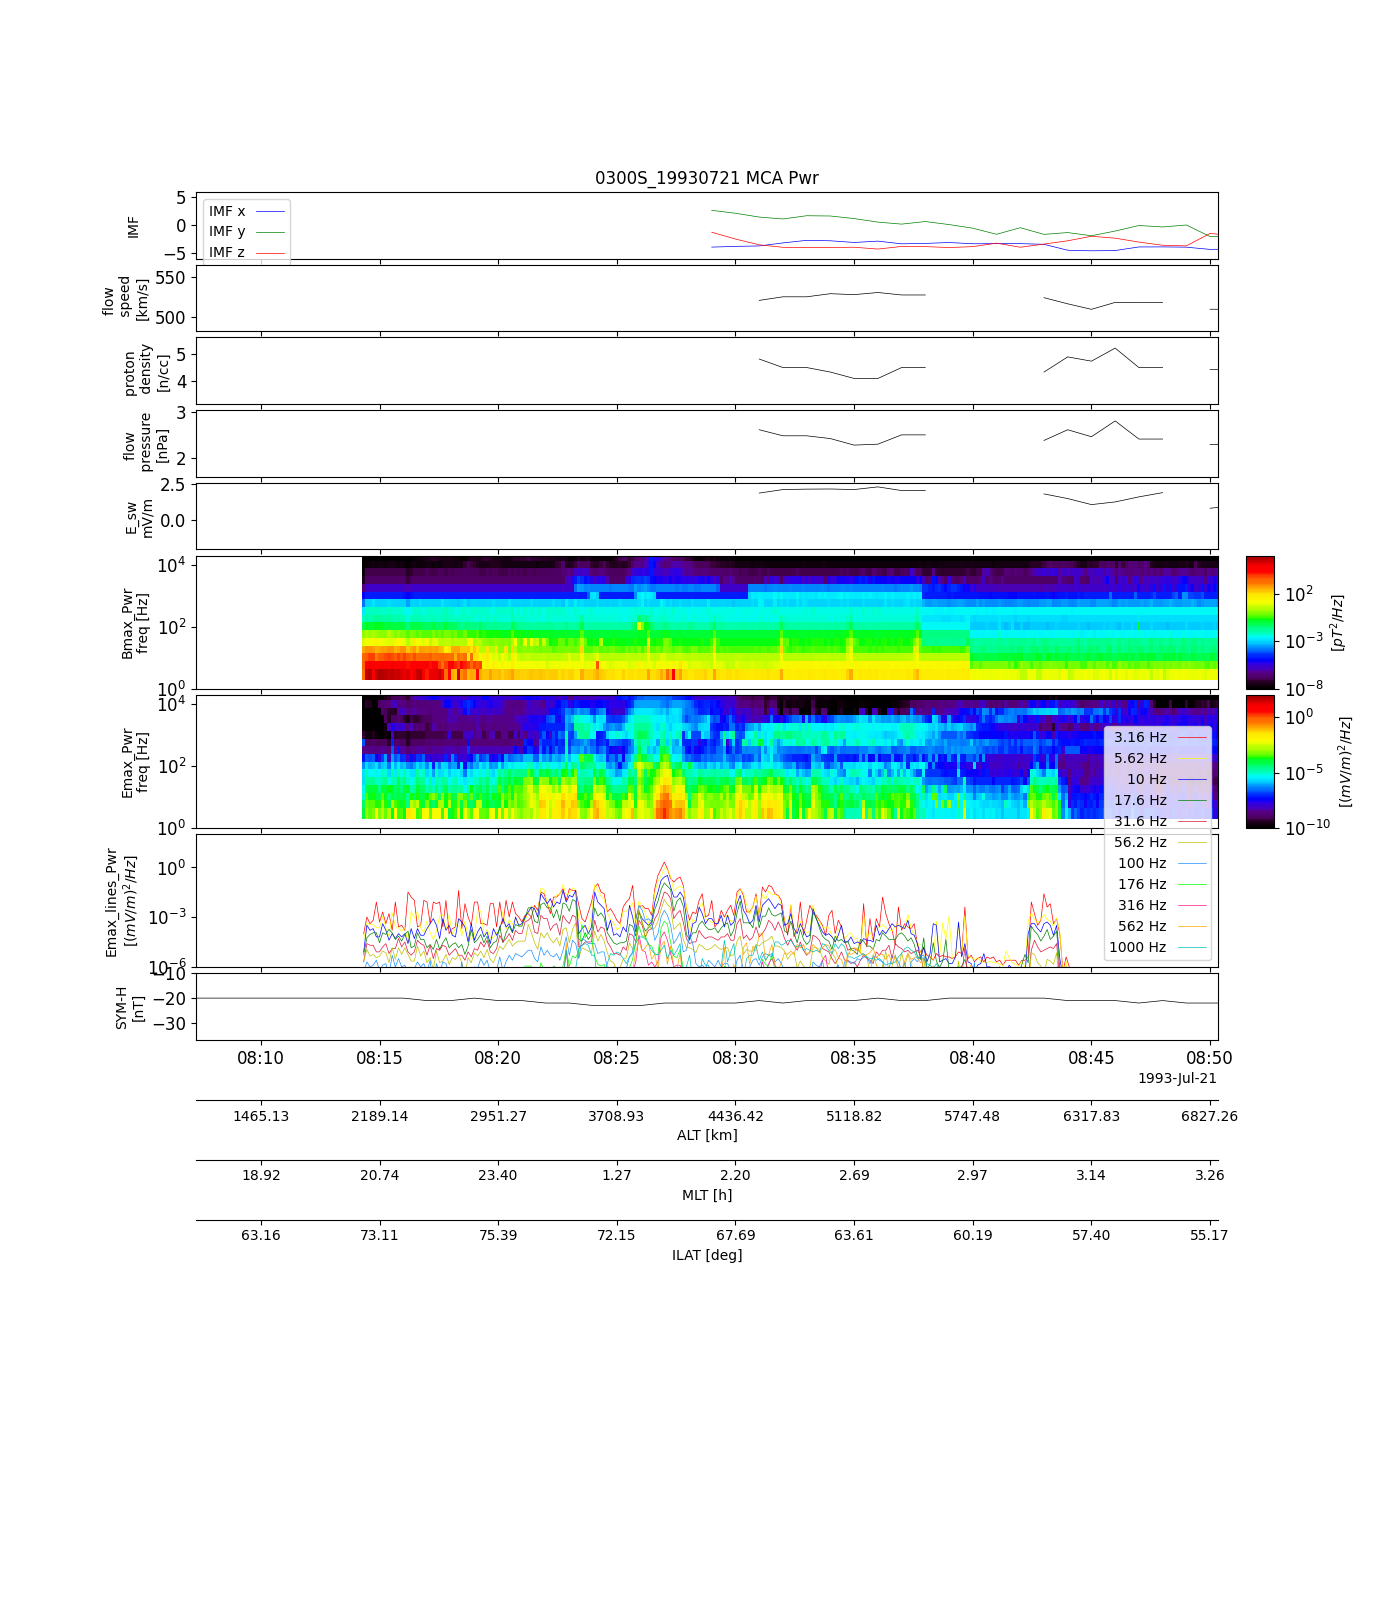 0300S_19930721 MCA Pwr
5
0
−5
IMF
IMF x
IMF y
IMF z
550
500
flow
speed
[km/s]
5
4
proton
density
[n/cc]
3
2
flow
pressure
[nPa]
2.5
0.0
E_sw
mV/m
10^4
10^2
10^0
Bmax_Pwr
freq [Hz]
10^2
10^−3
10^−8
[pT^2/Hz]
10^4
10^2
10^0
Emax_Pwr
freq [Hz]
10^0
10^−5
10^−10
[(mV/m)^2/Hz]
3.16 Hz
5.62 Hz
10 Hz
17.6 Hz
31.6 Hz
56.2 Hz
100 Hz
176 Hz
316 Hz
562 Hz
1000 Hz
10^0
10^−3
10^−6
Emax_lines_Pwr
[(mV/m)^2/Hz]
−10
−20
−30
SYM-H
[nT]
08:10 08:15 08:20 08:25 08:30 08:35 08:40 08:45 08:50
1993-Jul-21
1465.13 2189.14 2951.27 3708.93 4436.42 5118.82 5747.48 6317.83 6827.26
ALT [km]
18.92 20.74 23.40 1.27 2.20 2.69 2.97 3.14 3.26
MLT [h]
63.16 73.11 75.39 72.15 67.69 63.61 60.19 57.40 55.17
ILAT [deg]